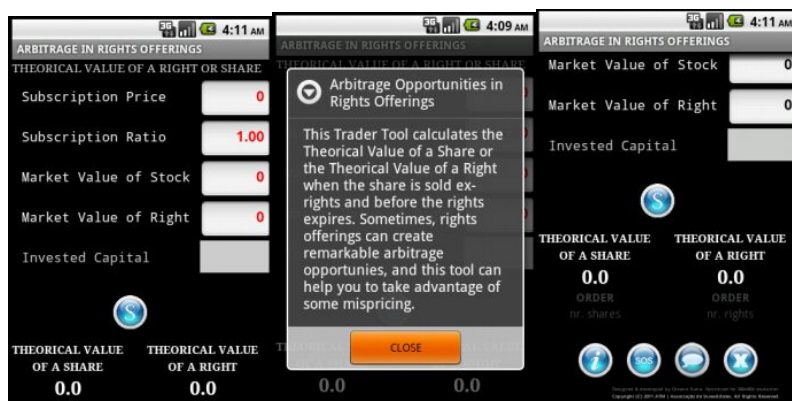 4:11 AM
ARBITRAGE IN RIGHTS OFFERINGS
THEORICAL VALUE OF A RIGHT OR SHARE
Subscription Price 0
Subscription Ratio 1.00
Market Value of Stock 0
Market Value of Right 0
Invested Capital
S
THEORICAL VALUE OF A SHARE
0.0
THEORICAL VALUE OF A RIGHT
0.0
4:09 AM
ARBITRAGE IN RIGHTS OFFERINGS
Arbitrage Opportunities in
Rights Offerings
This Trader Tool calculates the
Theorical Value of a Share or
the Theorical Value of a Right
when the share is sold ex-
rights and before the rights
expires. Sometimes, rights
offerings can create
remarkable arbitrage
opportunies, and this tool can
help you to take advantage of
some mispricing.
CLOSE
0.0 0.0
4:11 AM
ARBITRAGE IN RIGHTS OFFERINGS
Market Value of Stock 0
Market Value of Right 0
Invested Capital
S
THEORICAL VALUE
OF A SHARE
0.0
ORDER
nr. shares
THEORICAL VALUE
OF A RIGHT
0.0
ORDER
nr. rights
i
SOS
X